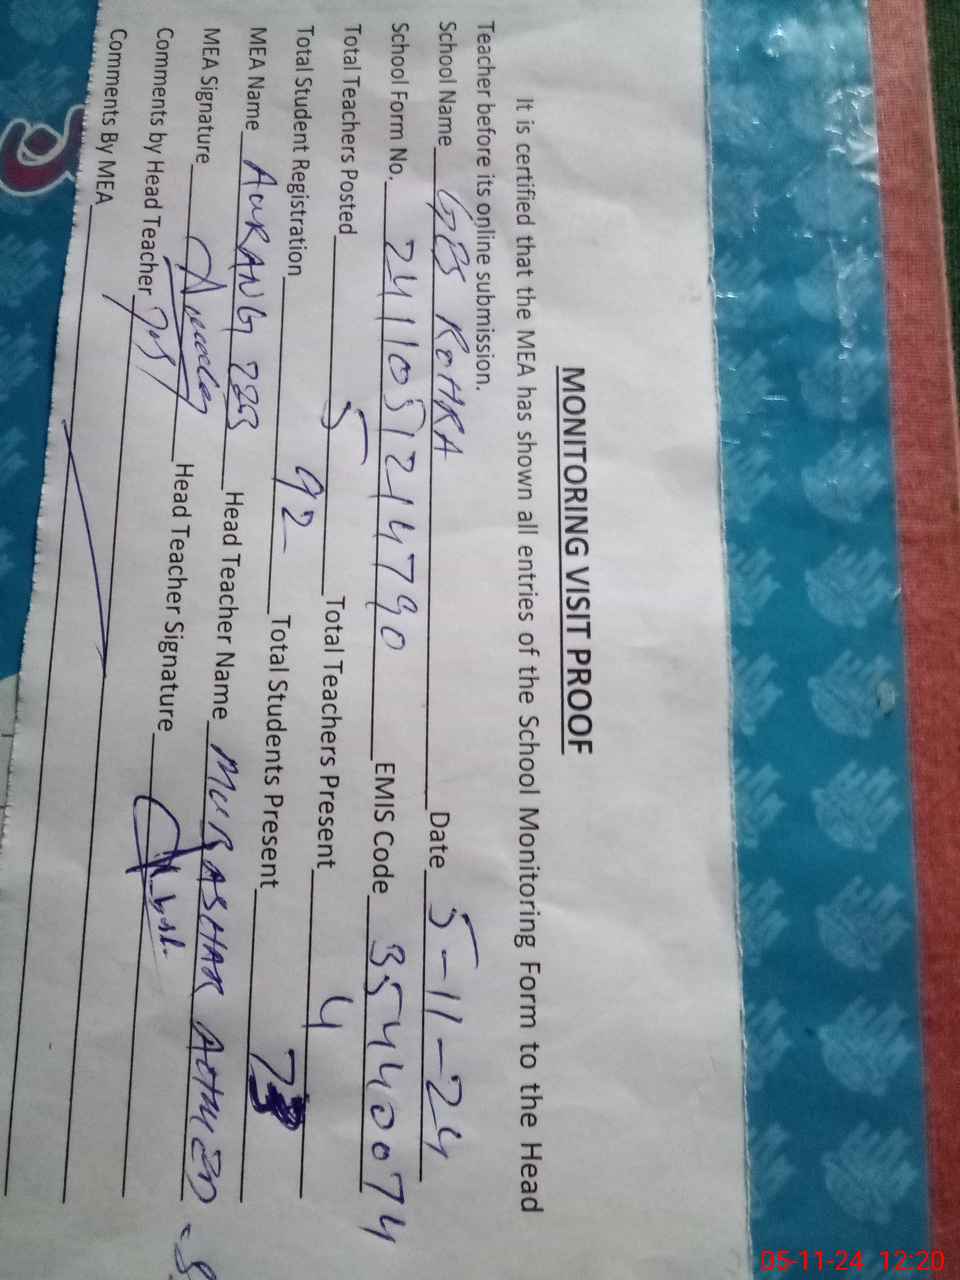 MONITORING VISIT PROOF
It is certified that the MEA has shown all entries of the School Monitoring Form to the Head
Teacher before its online submission.
School Name GPS ROHRA Date 5-11-24
School Form No. 241105/214790 EMIS Code 35440074
Total Teachers Posted 5 Total Teachers Present 4
Total Student Registration 92 Total Students Present
MEA Name AURANG ZEB Head Teacher Name MUBASHAR AHMED
MEA Signature Head Teacher Signature
Comments by Head Teacher
Comments By MEA
05-11-24 12:20